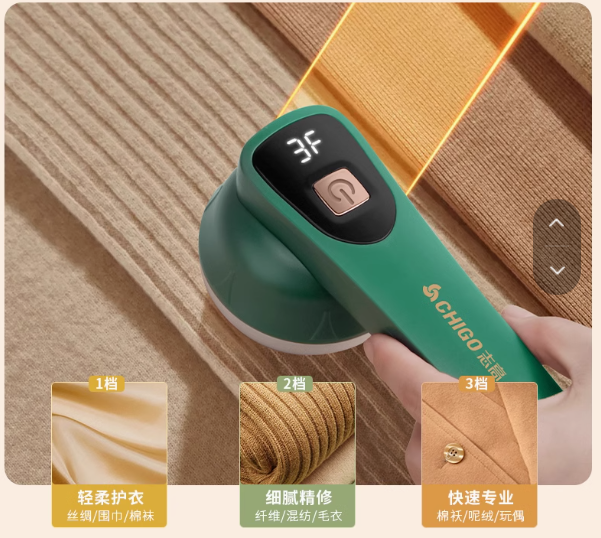 3F
CHIGO 志高
1档
2档
3档
轻柔护衣
细腻精修
快速专业
丝绸/围巾/棉袜
纤维/混纺/毛衣
棉袄/呢绒/玩偶